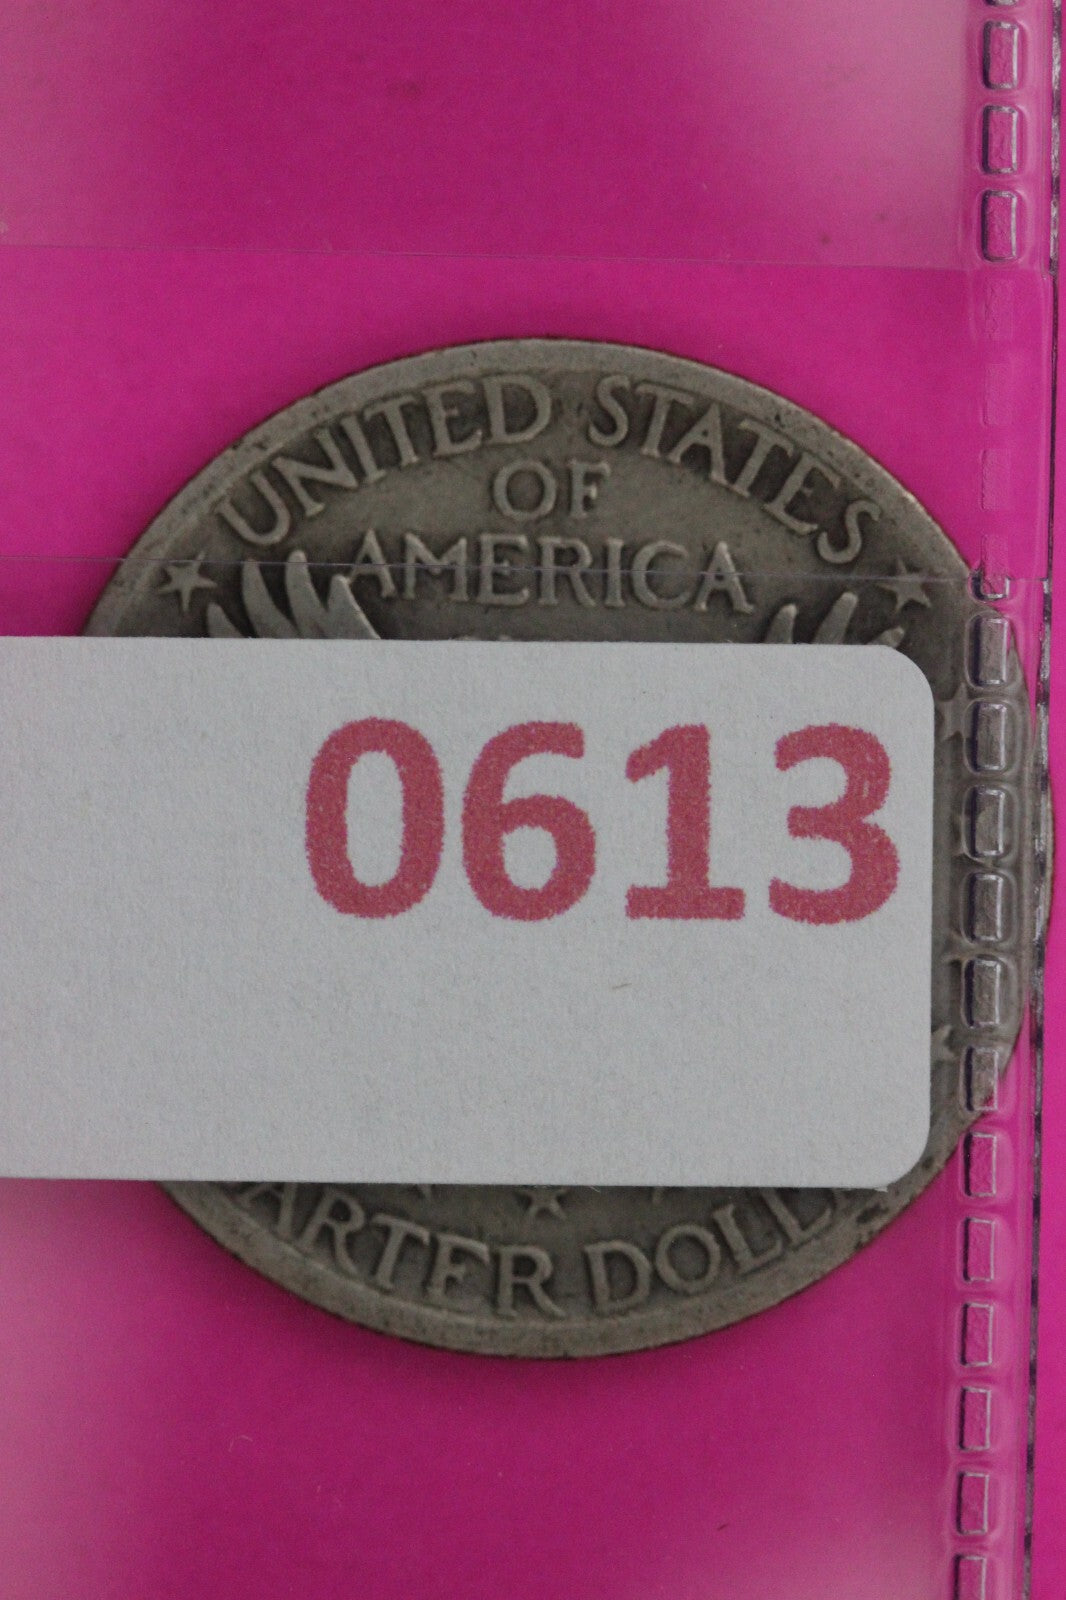 UNITED STATES
OF
AMERICA
0613
ARTER DOLL